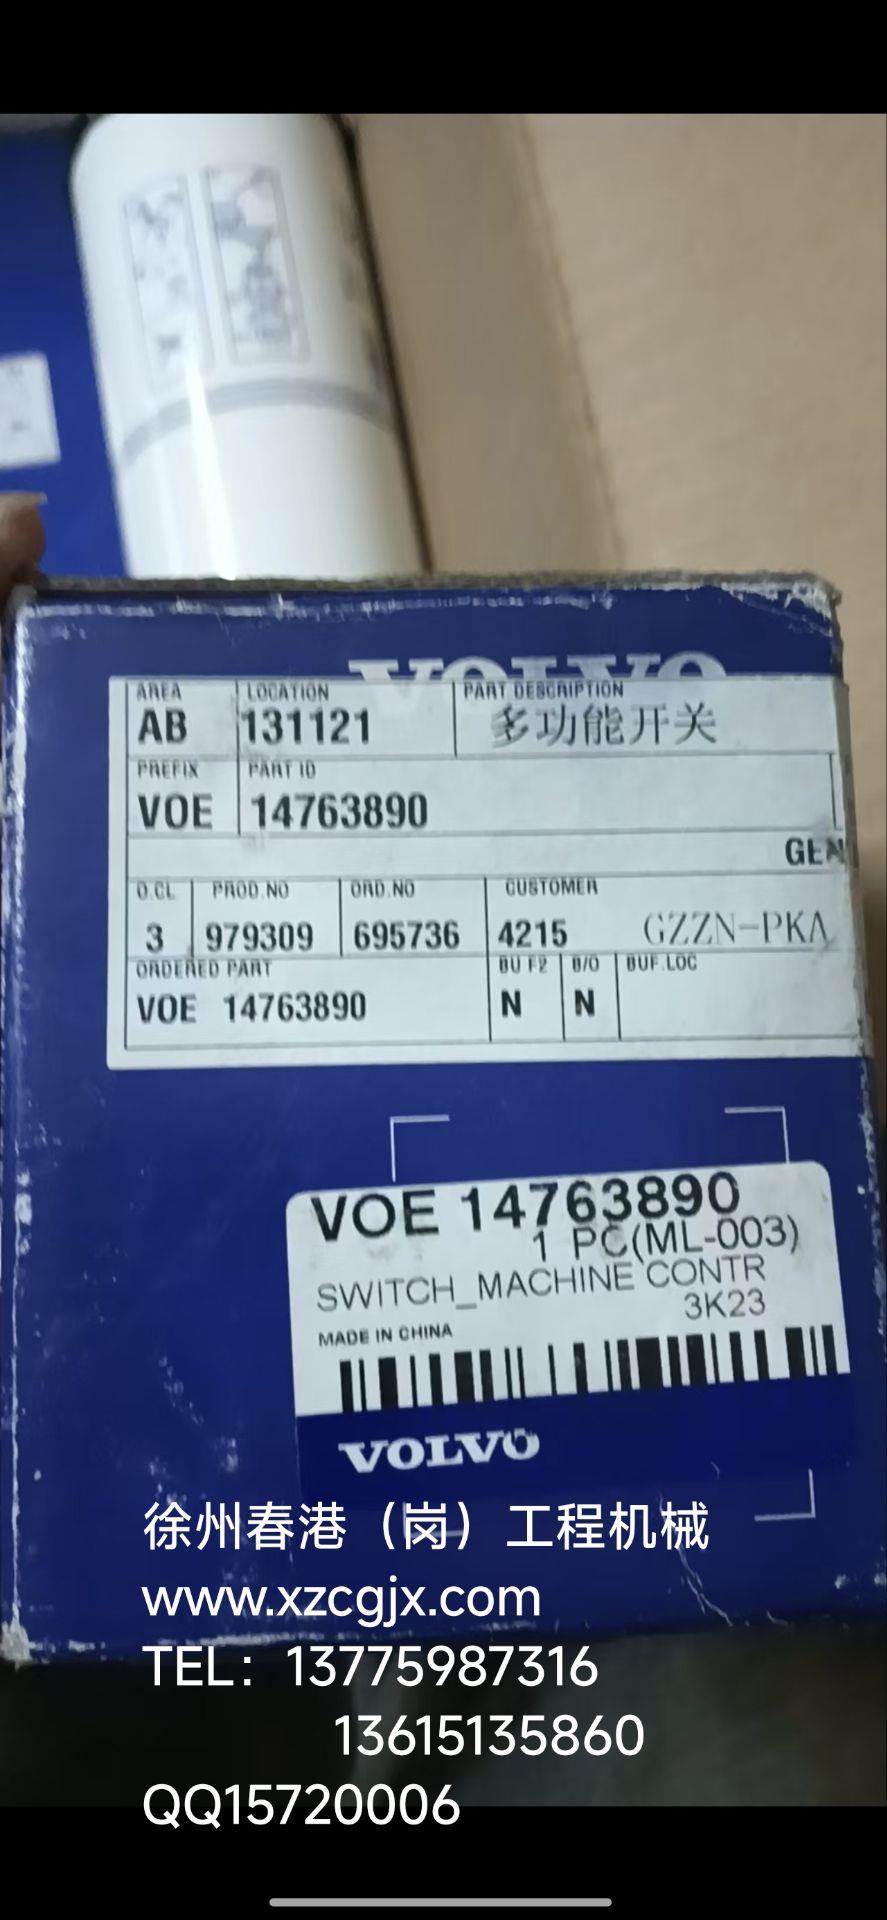 VOLVO
AREA LOCATION PART DESCRIPTION
AB 131121 多功能开关
PREFIX PART ID
VOE 14763890
GEN
O.CL PROD.NO ORD.NO CUSTOMER
3 979309 695736 4215 GZZN-PKA
ORDERED PART BU F2 B/O BUF.LOC
VOE 14763890 N N
VOE 14763890
1 PC(ML-003)
SWITCH_MACHINE CONTR
3K23
MADE IN CHINA
VOLVO
徐州春港（岗）工程机械
www.xzcgjx.com
TEL：13775987316
13615135860
QQ15720006